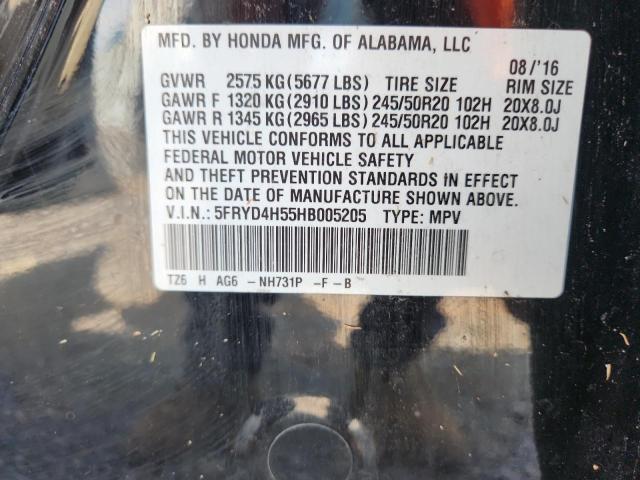 MFD. BY HONDA MFG. OF ALABAMA, LLC
08/'16
GVWR 2575 KG(5677 LBS) TIRE SIZE RIM SIZE
GAWR F 1320 KG(2910 LBS)245/50R20 102H 20X8.0J
GAWR R 1345 KG(2965 LBS)245/50R20 102H 20X8.0J
THIS VEHICLE CONFORMS TO ALL APPLICABLE
FEDERAL MOTOR VEHICLE SAFETY
AND THEFT PREVENTION STANDARDS IN EFFECT
ON THE DATE OF MANUFACTURE SHOWN ABOVE.
V.I.N.: 5FRYD4H55HB005205 TYPE: MPV
TZ6 H AG6 -NH731P -F-B